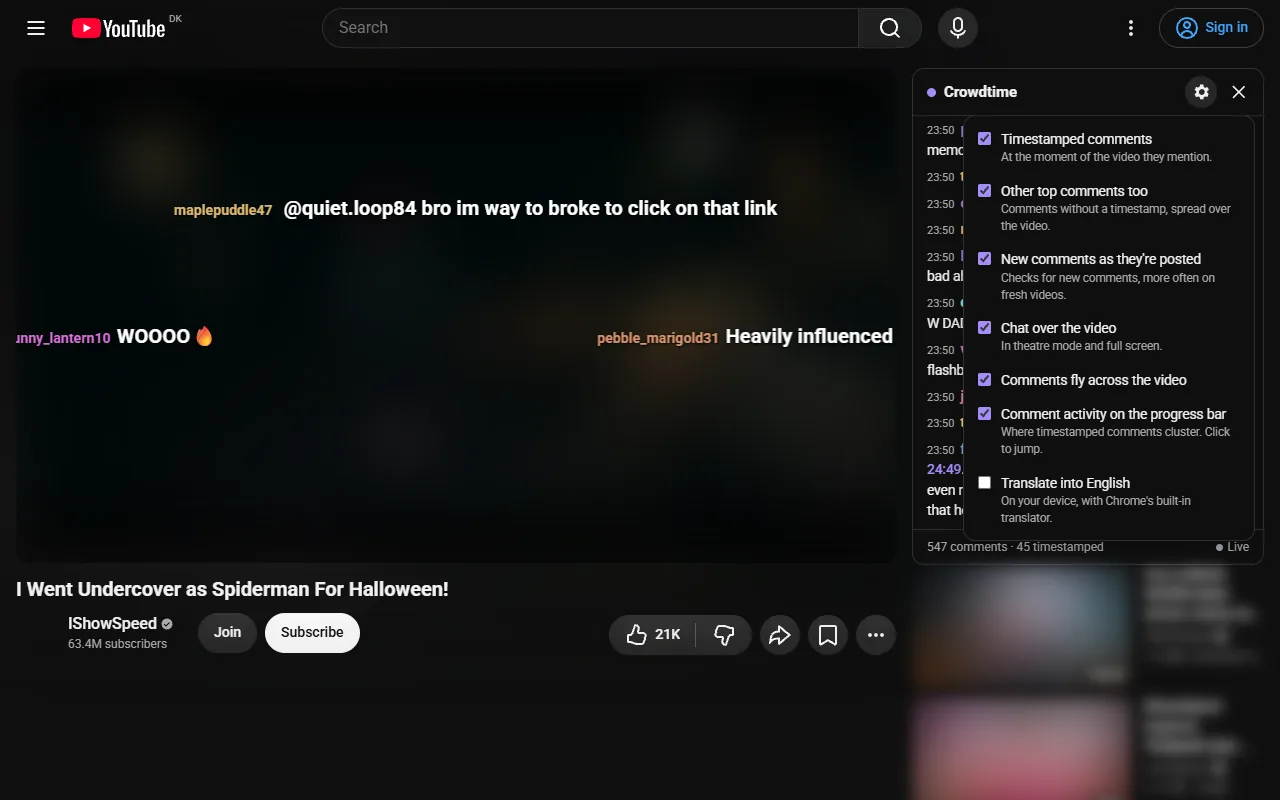 YouTube DK
Search
Sign in
maplepuddle47 @quiet.loop84 bro im way to broke to click on that link
unny_lantern10 WOOOO 🔥
pebble_marigold31 Heavily influenced
I Went Undercover as Spiderman For Halloween!
IShowSpeed
63.4M subscribers
Join
Subscribe
21K
Crowdtime
23:50
23:50
23:50
23:50
23:50
bad
23:50
23:50
23:50
23:50
23:50
24:49
even
Timestamped comments
At the moment of the video they mention.
Other top comments too
Comments without a timestamp, spread over
the video.
New comments as they're posted
Checks for new comments, more often on
fresh videos.
Chat over the video
In theatre mode and full screen.
Comments fly across the video
Comment activity on the progress bar
Where timestamped comments cluster. Click
to jump.
Translate into English
On your device, with Chrome's built-in
translator.
that
547 comments · 45 timestamped
Live